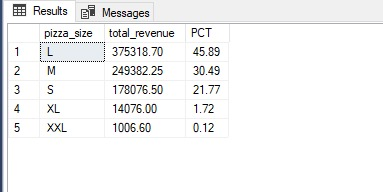 Results Messages
pizza_size total_revenue PCT
1 L 375318.70 45.89
2 M 249382.25 30.49
3 S 178076.50 21.77
4 XL 14076.00 1.72
5 XXL 1006.60 0.12